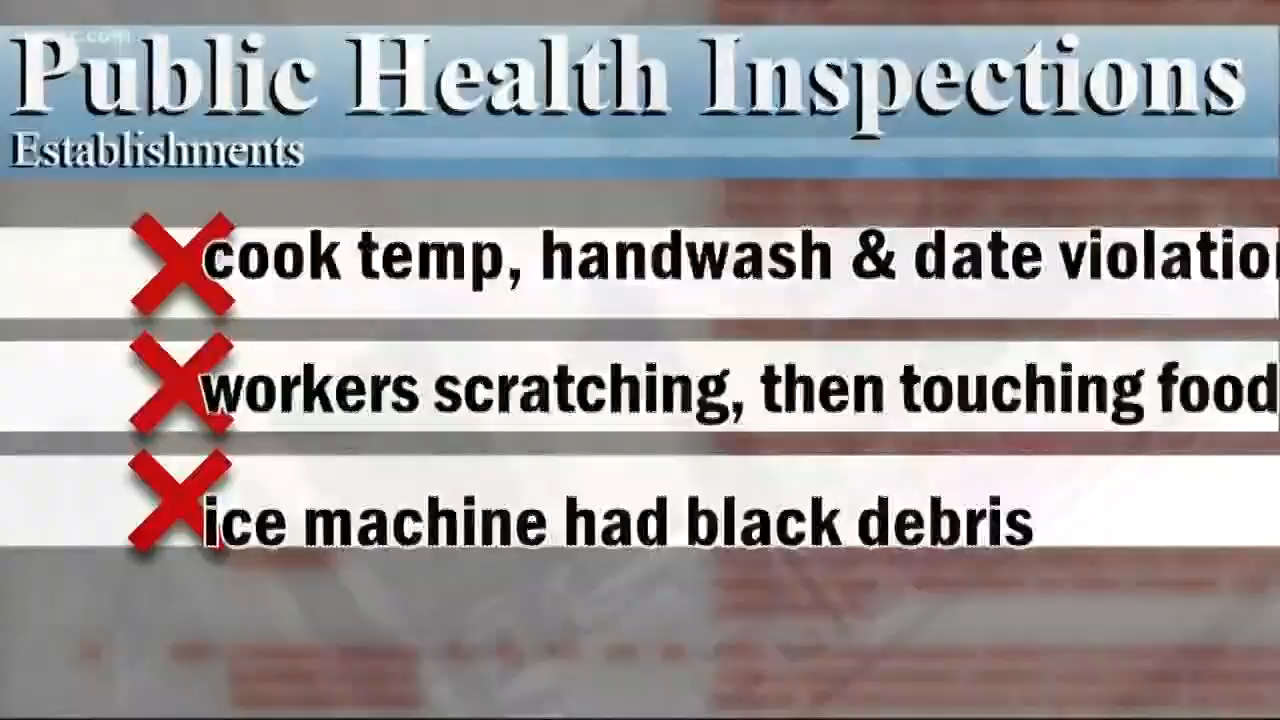 Public Health Inspections
Establishments
cook temp, handwash & date violatio
workers scratching, then touching food
ice machine had black debris